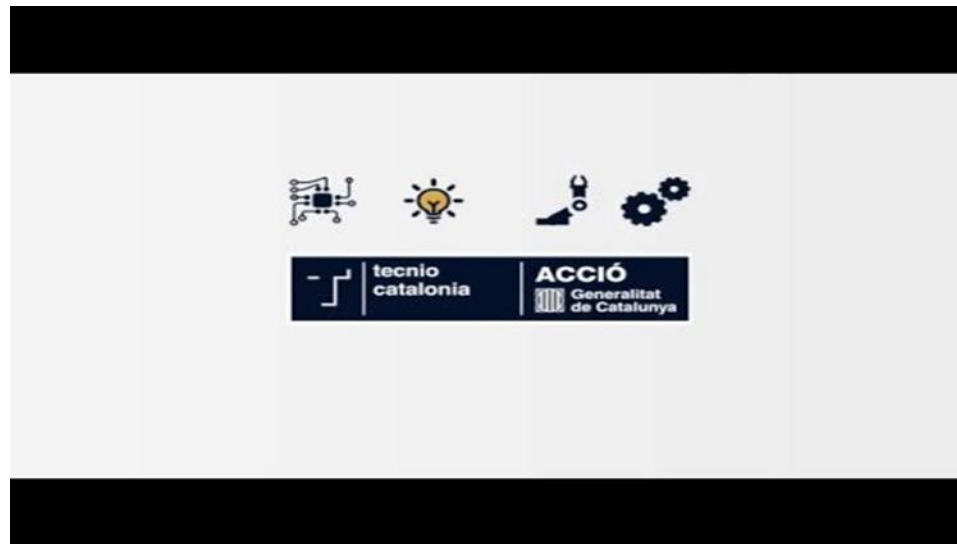 tecnio
catalonia
ACCIÓ
Generalitat
de Catalunya